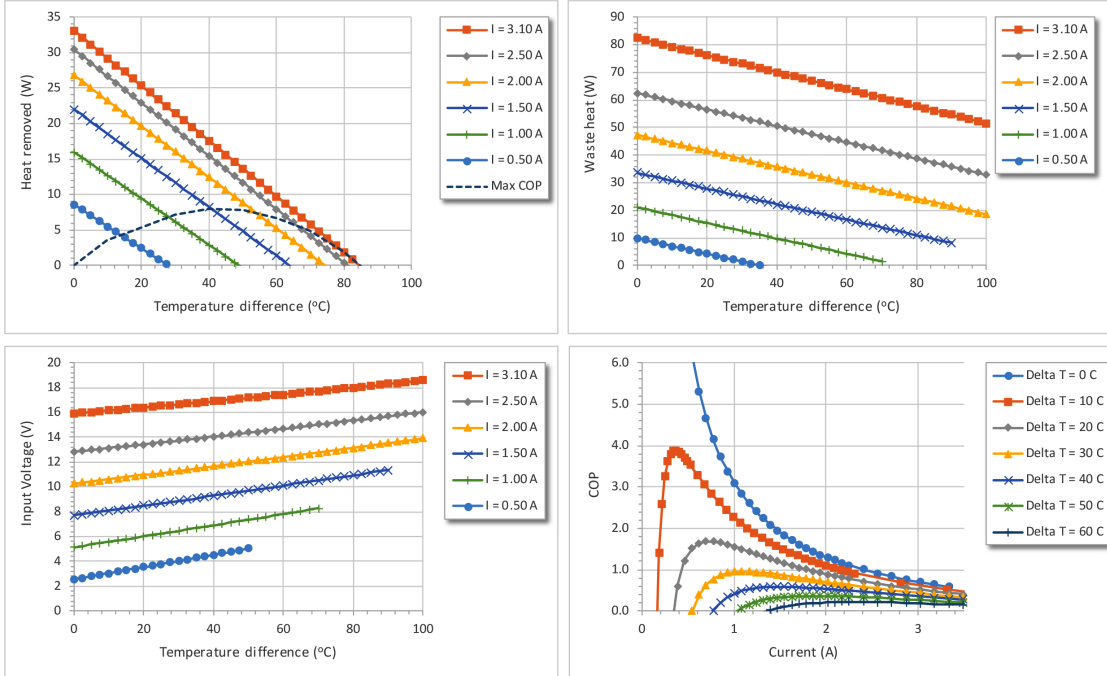 35
30
25
20
15
10
5
0
Heat removed (W)
0 20 40 60 80 100
Temperature difference (°C)
I = 3.10 A
I = 2.50 A
I = 2.00 A
I = 1.50 A
I = 1.00 A
I = 0.50 A
Max COP
90
80
70
60
50
40
30
20
10
0
Waste heat (W)
0 20 40 60 80 100
Temperature difference (°C)
I = 3.10 A
I = 2.50 A
I = 2.00 A
I = 1.50 A
I = 1.00 A
I = 0.50 A
20
18
16
14
12
10
8
6
4
2
0
Input Voltage (V)
0 20 40 60 80 100
Temperature difference (°C)
I = 3.10 A
I = 2.50 A
I = 2.00 A
I = 1.50 A
I = 1.00 A
I = 0.50 A
6.0
5.0
4.0
3.0
2.0
1.0
0.0
COP
0 1 2 3
Current (A)
Delta T = 0 C
Delta T = 10 C
Delta T = 20 C
Delta T = 30 C
Delta T = 40 C
Delta T = 50 C
Delta T = 60 C